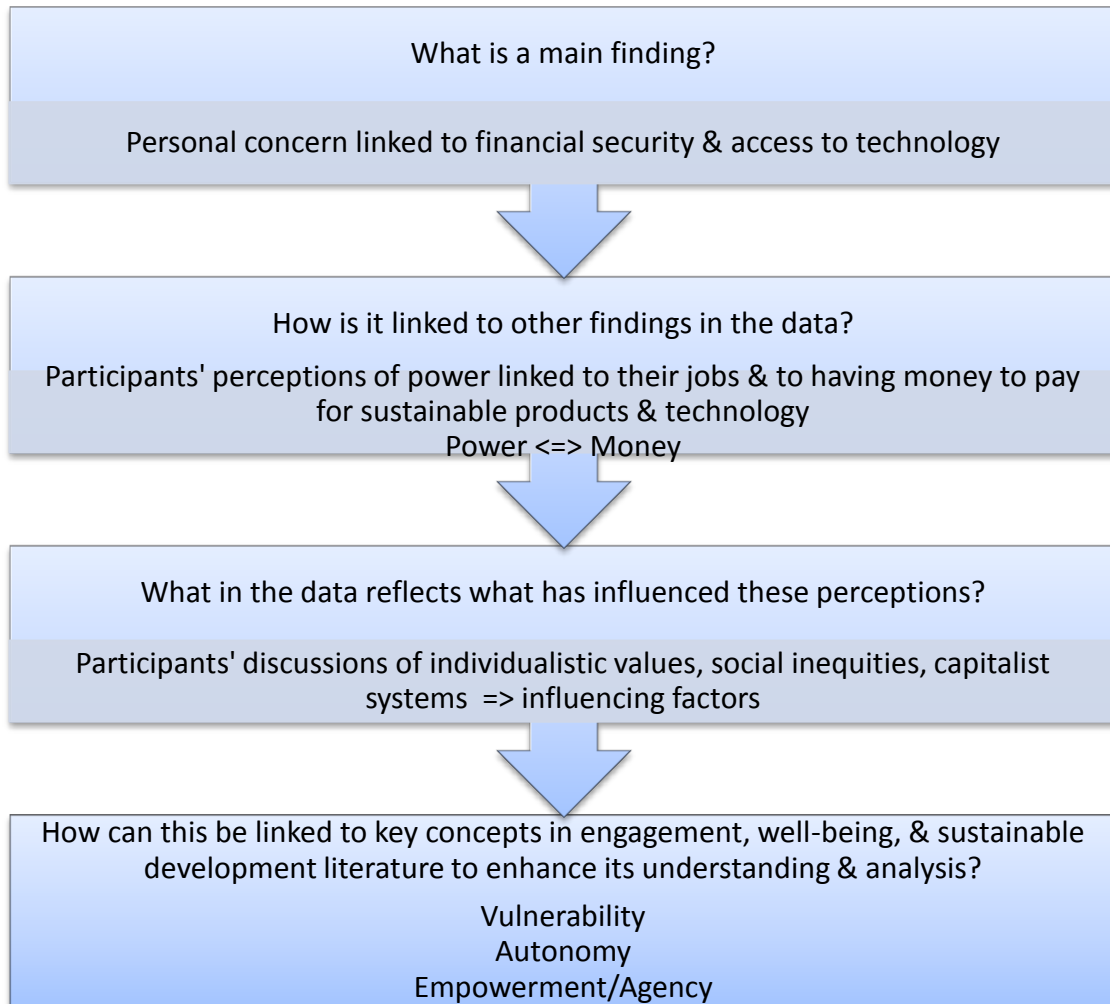 What is a main finding?
Personal concern linked to financial security & access to technology
How is it linked to other findings in the data?
Participants' perceptions of power linked to their jobs & to having money to pay
for sustainable products & technology
Power <=> Money
What in the data reflects what has influenced these perceptions?
Participants' discussions of individualistic values, social inequities, capitalist
systems => influencing factors
How can this be linked to key concepts in engagement, well-being, & sustainable
development literature to enhance its understanding & analysis?
Vulnerability
Autonomy
Empowerment/Agency